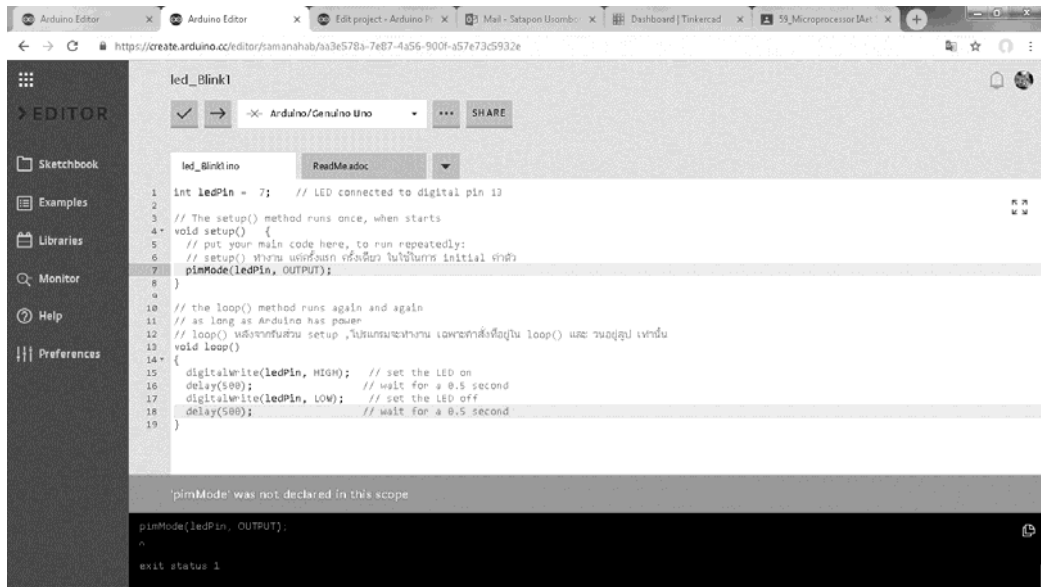 Arduino Editor
Arduino Editor
Edit project - Arduino Pr
Mail - Satapon
Dashboard | Tinkercad
59_Microprocessor
https://create.arduino.cc/editor/samanahab/aa3e578a-7e87-4a56-900f-a57e73c5932e
led_Blink1
EDITOR
Arduino/Genuino Uno
SHARE
Sketchbook
Examples
Libraries
Monitor
Help
Preferences
led_Blink1.ino
ReadMe.adoc
1 int ledPin = 7; // LED connected to digital pin 13
2
3 // The setup() method runs once, when starts
4 void setup() {
5 // put your main code here, to run repeatedly:
6 // setup() ทำงาน แค่ครั้งแรก ครั้งเดียว ในใช้ในการ initial ค่าตัว
7 pimMode(ledPin, OUTPUT);
8 }
9
10 // the loop() method runs again and again
11 // as long as Arduino has power
12 // loop() หลังจากรันส่วน setup ,โปรแกรมจะทำงาน เฉพาะคำสั่งที่อยู่ใน loop() และ วนอยู่ลูป เท่านั้น
13 void loop()
14 {
15 digitalWrite(ledPin, HIGH); // set the LED on
16 delay(500); // wait for a 0.5 second
17 digitalWrite(ledPin, LOW); // set the LED off
18 delay(500); // wait for a 0.5 second
19 }
'pimMode' was not declared in this scope
pimMode(ledPin, OUTPUT);
^
exit status 1